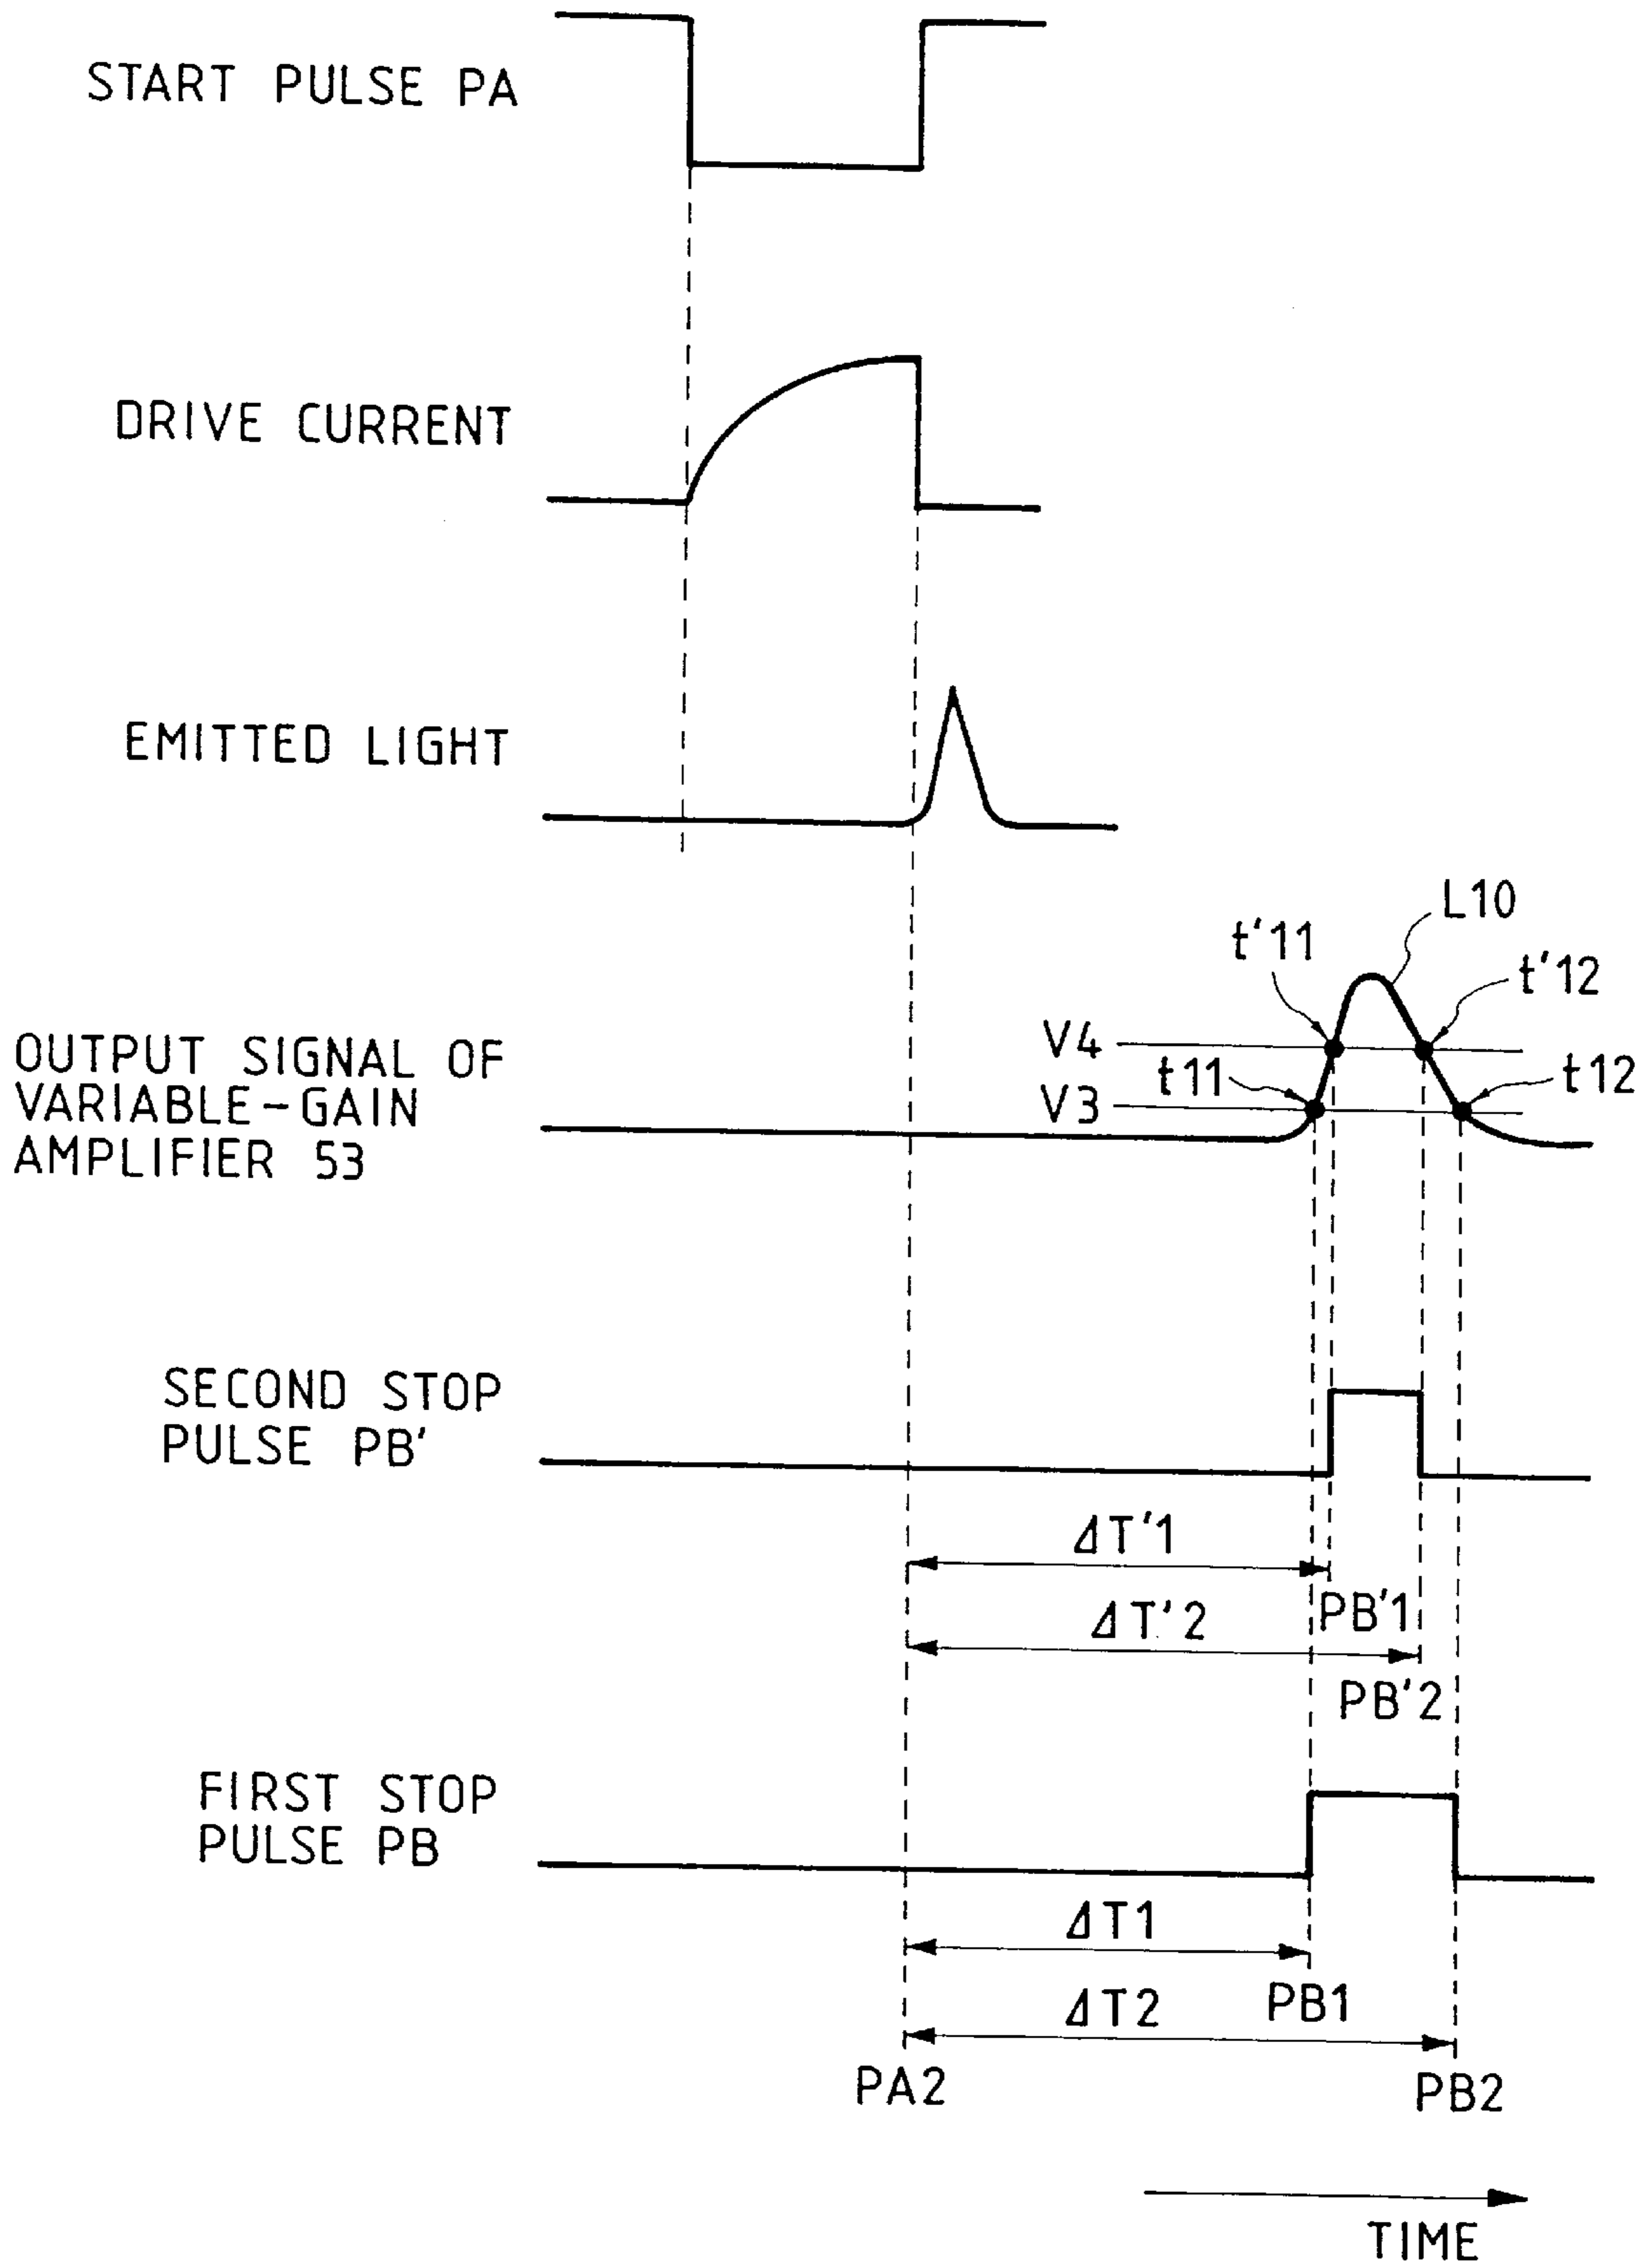 START PULSE PA
DRIVE CURRENT
EMITTED LIGHT
L10
t'11
t'12
OUTPUT SIGNAL OF
VARIABLE-GAIN
AMPLIFIER 53
V4
t11
t12
V3
SECOND STOP
PULSE PB'
ΔT'1
PB'1
ΔT'2
PB'2
FIRST STOP
PULSE PB
ΔT1
PB1
ΔT2
PA2
PB2
TIME